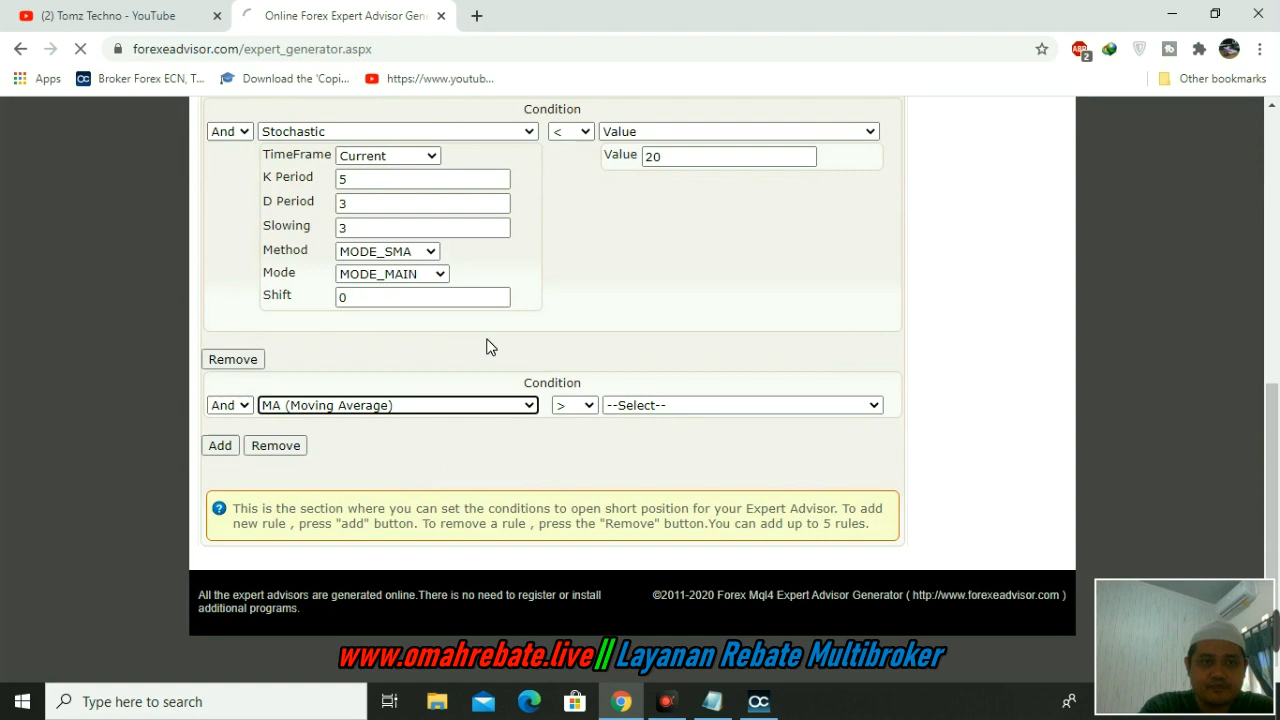 (2) Tomz Techno - YouTube
Online Forex Expert Advisor Gen
forexeadvisor.com/expert_generator.aspx
2
Apps
Broker Forex ECN, T...
Download the 'Copi...
https://www.youtub...
Other bookmarks
Condition
And Stochastic < Value
TimeFrame Current
Value 20
K Period 5
D Period 3
Slowing 3
Method MODE_SMA
Mode MODE_MAIN
Shift 0
Remove
Condition
And MA (Moving Average) > --Select--
Add Remove
This is the section where you can set the conditions to open short position for your Expert Advisor. To add
new rule , press "add" button. To remove a rule , press the "Remove" button.You can add up to 5 rules.
All the expert advisors are generated online.There is no need to register or install
additional programs.
©2011-2020 Forex Mql4 Expert Advisor Generator ( http://www.forexeadvisor.com )
www.omahrebate.live|| Layanan Rebate Multibroker
Type here to search